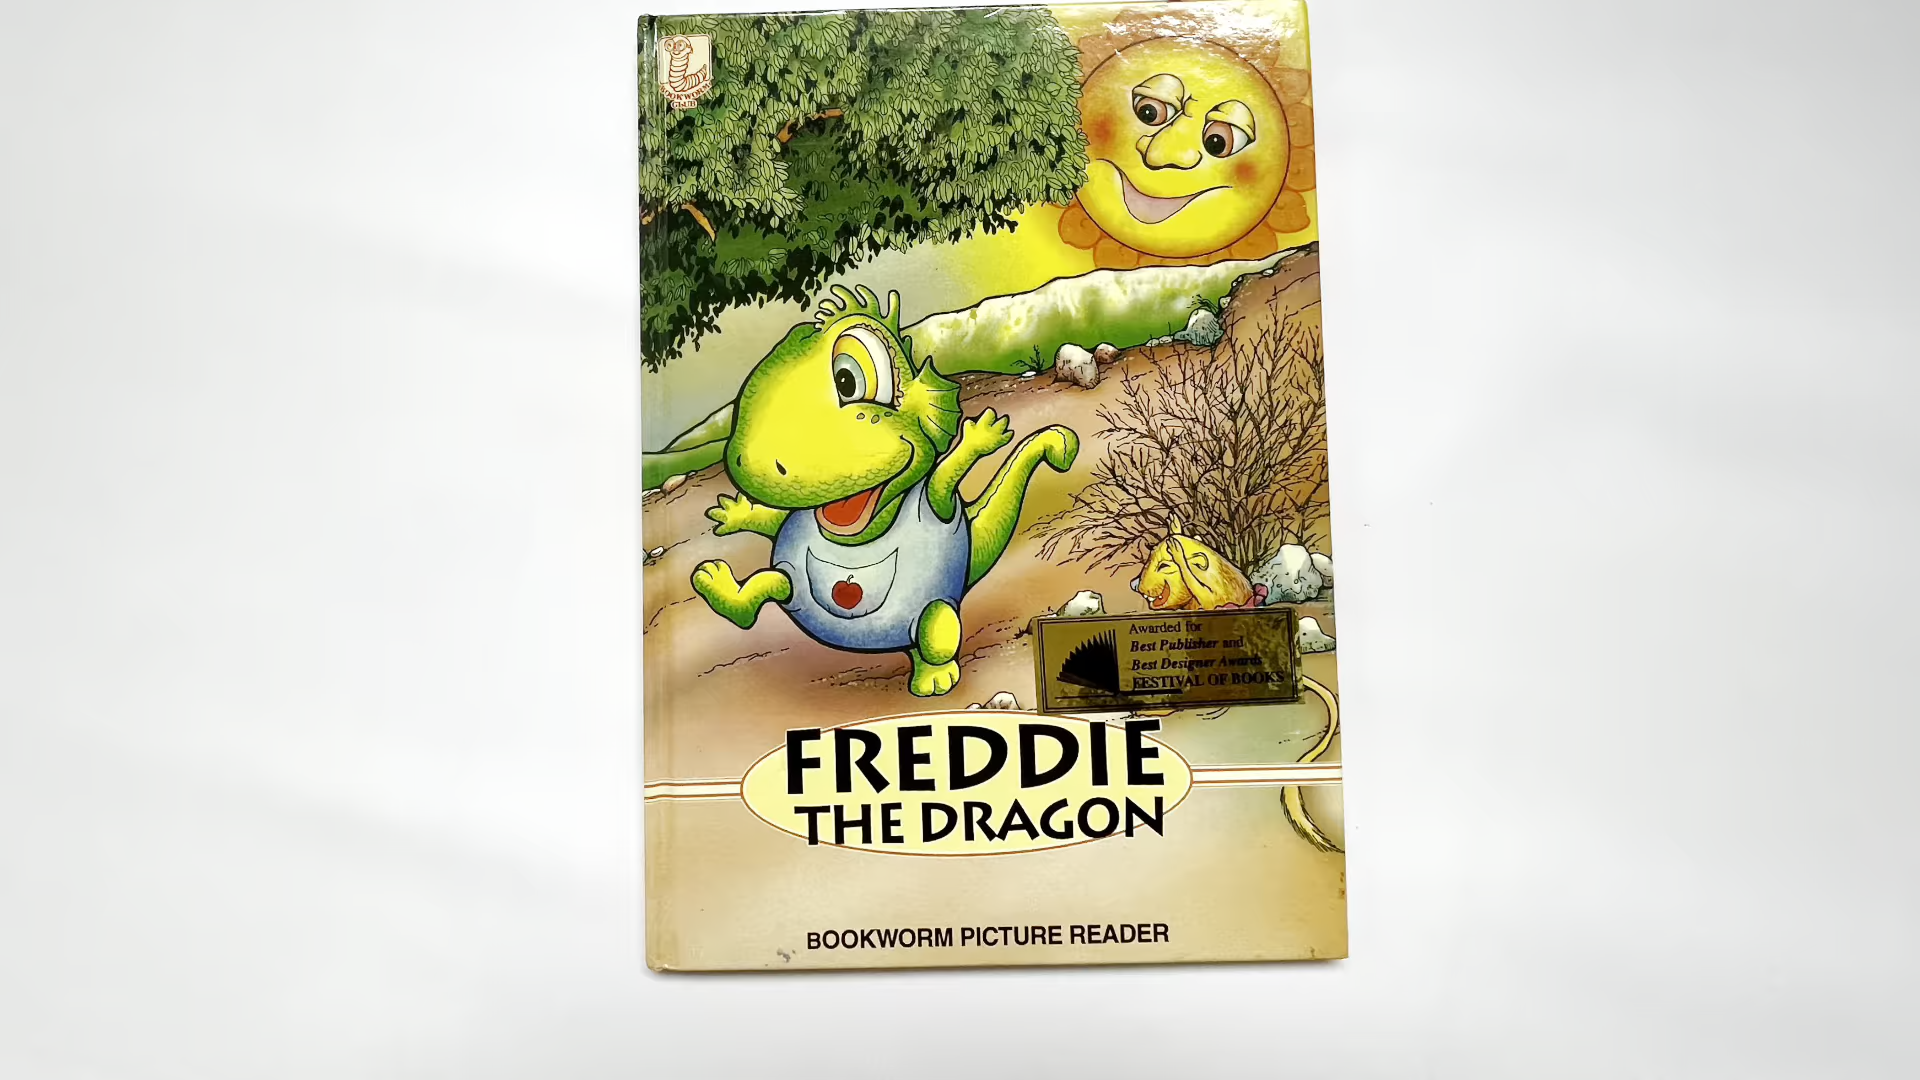 BOOKWORM
CLUB
Awarded for
Best Publisher and
Best Designer Awards
FESTIVAL OF BOOKS
FREDDIE
THE DRAGON
BOOKWORM PICTURE READER